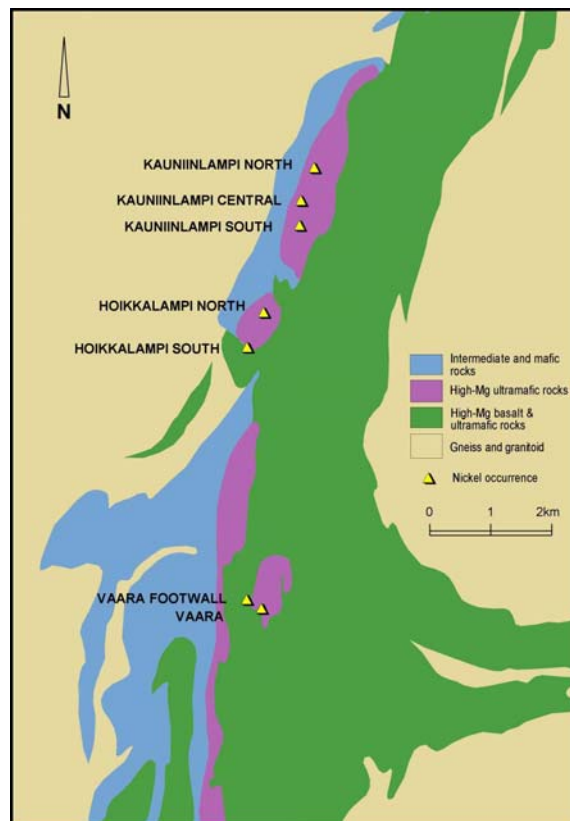 N
KAUNIINLAMPI NORTH
KAUNIINLAMPI CENTRAL
KAUNIINLAMPI SOUTH
HOIKKALAMPI NORTH
HOIKKALAMPI SOUTH
Intermediate and mafic
rocks
High-Mg ultramafic rocks
High-Mg basalt &
ultramafic rocks
Gneiss and granitoid
Nickel occurrence
0 1 2km
VAARA FOOTWALL
VAARA